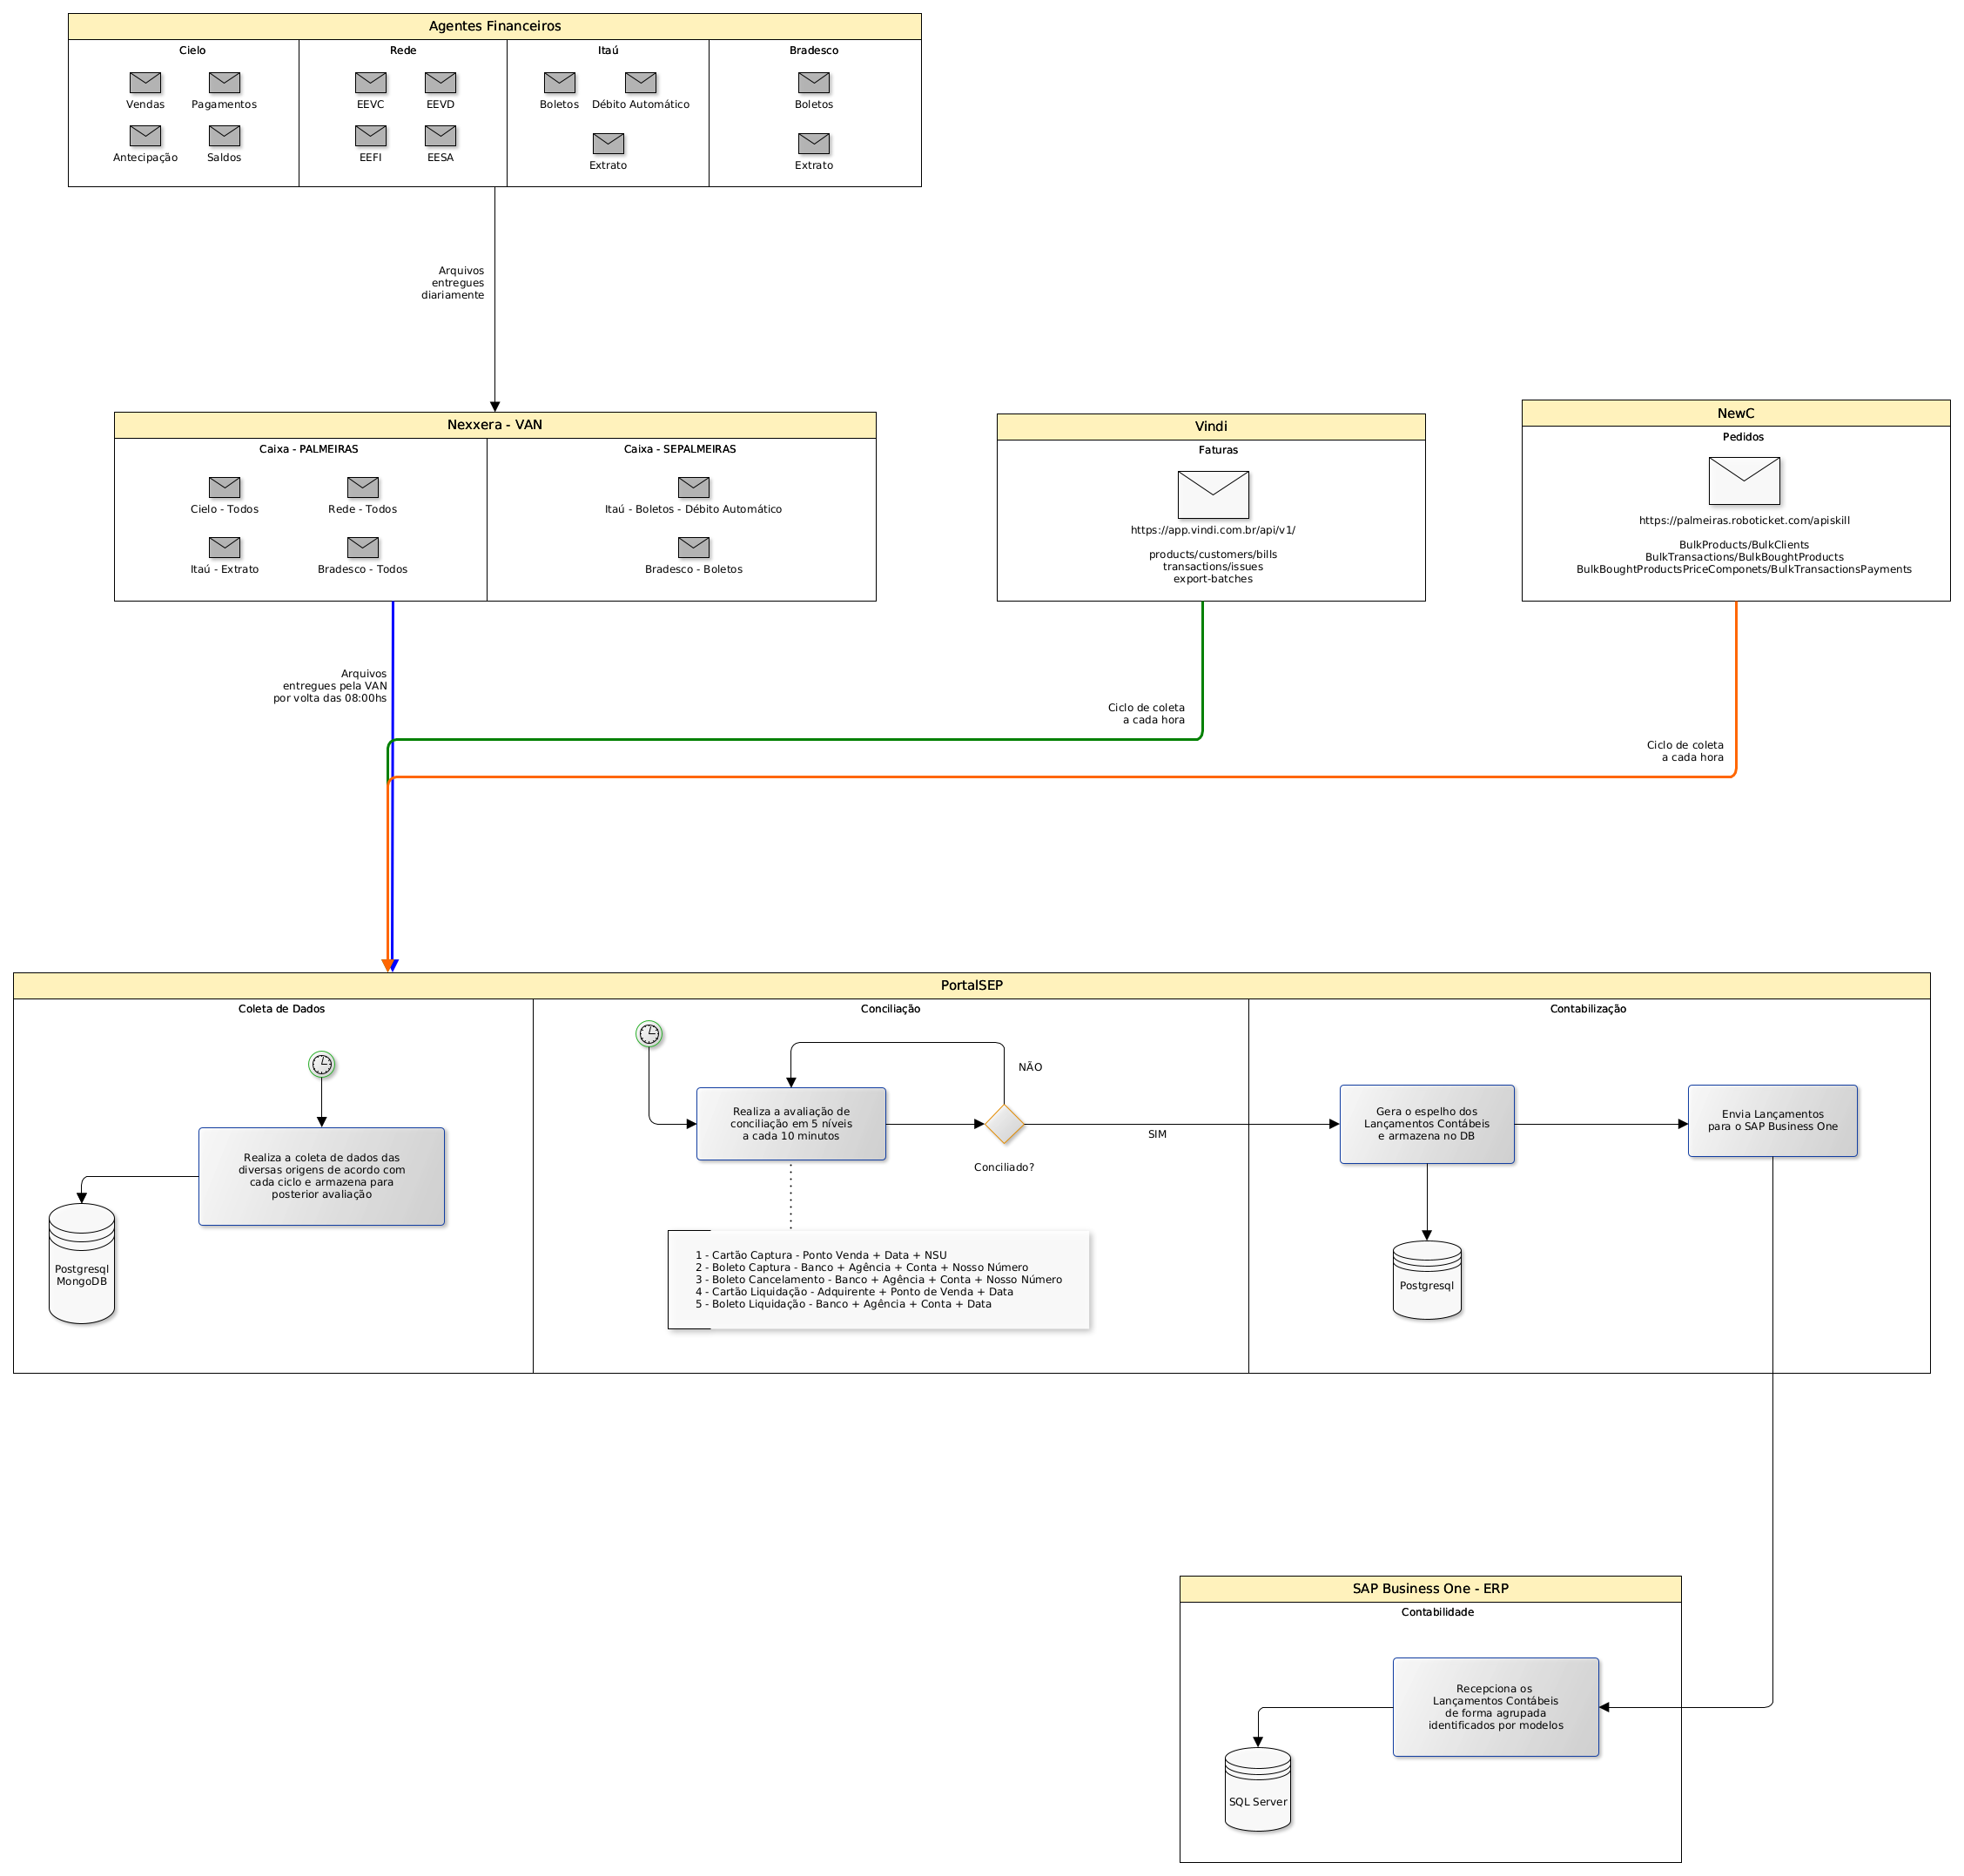 Agentes Financeiros
Cielo
Rede
Itaú
Bradesco
Vendas
Pagamentos
EEVC
EEVD
Boletos
Débito Automático
Boletos
Antecipação
Saldos
EEFI
EESA
Extrato
Extrato
Arquivos
entregues
diariamente
Nexxera - VAN
Caixa - PALMEIRAS
Caixa - SEPALMEIRAS
Cielo - Todos
Rede - Todos
Itaú - Boletos - Débito Automático
Itaú - Extrato
Bradesco - Todos
Bradesco - Boletos
Vindi
Faturas
https://app.vindi.com.br/api/v1/
products/customers/bills
transactions/issues
export-batches
NewC
Pedidos
https://palmeiras.roboticket.com/apiskill
BulkProducts/BulkClients
BulkTransactions/BulkBoughtProducts
BulkBoughtProductsPriceComponets/BulkTransactionsPayments
Arquivos
entregues pela VAN
por volta das 08:00hs
Ciclo de coleta
a cada hora
Ciclo de coleta
a cada hora
PortalSEP
Coleta de Dados
Conciliação
Contabilização
Realiza a coleta de dados das
diversas origens de acordo com
cada ciclo e armazena para
posterior avaliação
Postgresql
MongoDB
Realiza a avaliação de
conciliação em 5 níveis
a cada 10 minutos
NÃO
SIM
Conciliado?
1 - Cartão Captura - Ponto Venda + Data + NSU
2 - Boleto Captura - Banco + Agência + Conta + Nosso Número
3 - Boleto Cancelamento - Banco + Agência + Conta + Nosso Número
4 - Cartão Liquidação - Adquirente + Ponto de Venda + Data
5 - Boleto Liquidação - Banco + Agência + Conta + Data
Gera o espelho dos
Lançamentos Contábeis
e armazena no DB
Envia Lançamentos
para o SAP Business One
Postgresql
SAP Business One - ERP
Contabilidade
Recepciona os
Lançamentos Contábeis
de forma agrupada
identificados por modelos
SQL Server